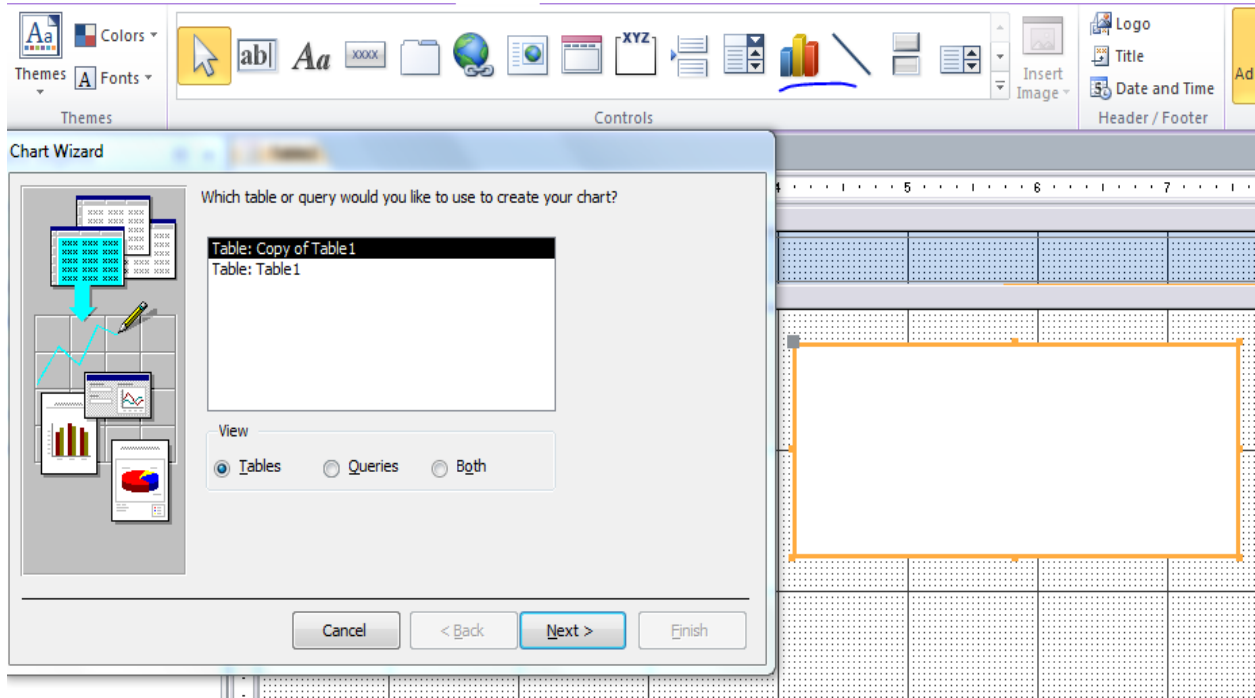 Aa
Colors
Themes
A Fonts
Themes
ab
Aa
XXXX
XYZ
Controls
Insert
Image
Logo
Title
Date and Time
Header / Footer
Ad
Chart Wizard
5
6
7
Which table or query would you like to use to create your chart?
Table: Copy of Table1
Table: Table1
View
Tables
Queries
Both
Cancel
< Back
Next >
Finish